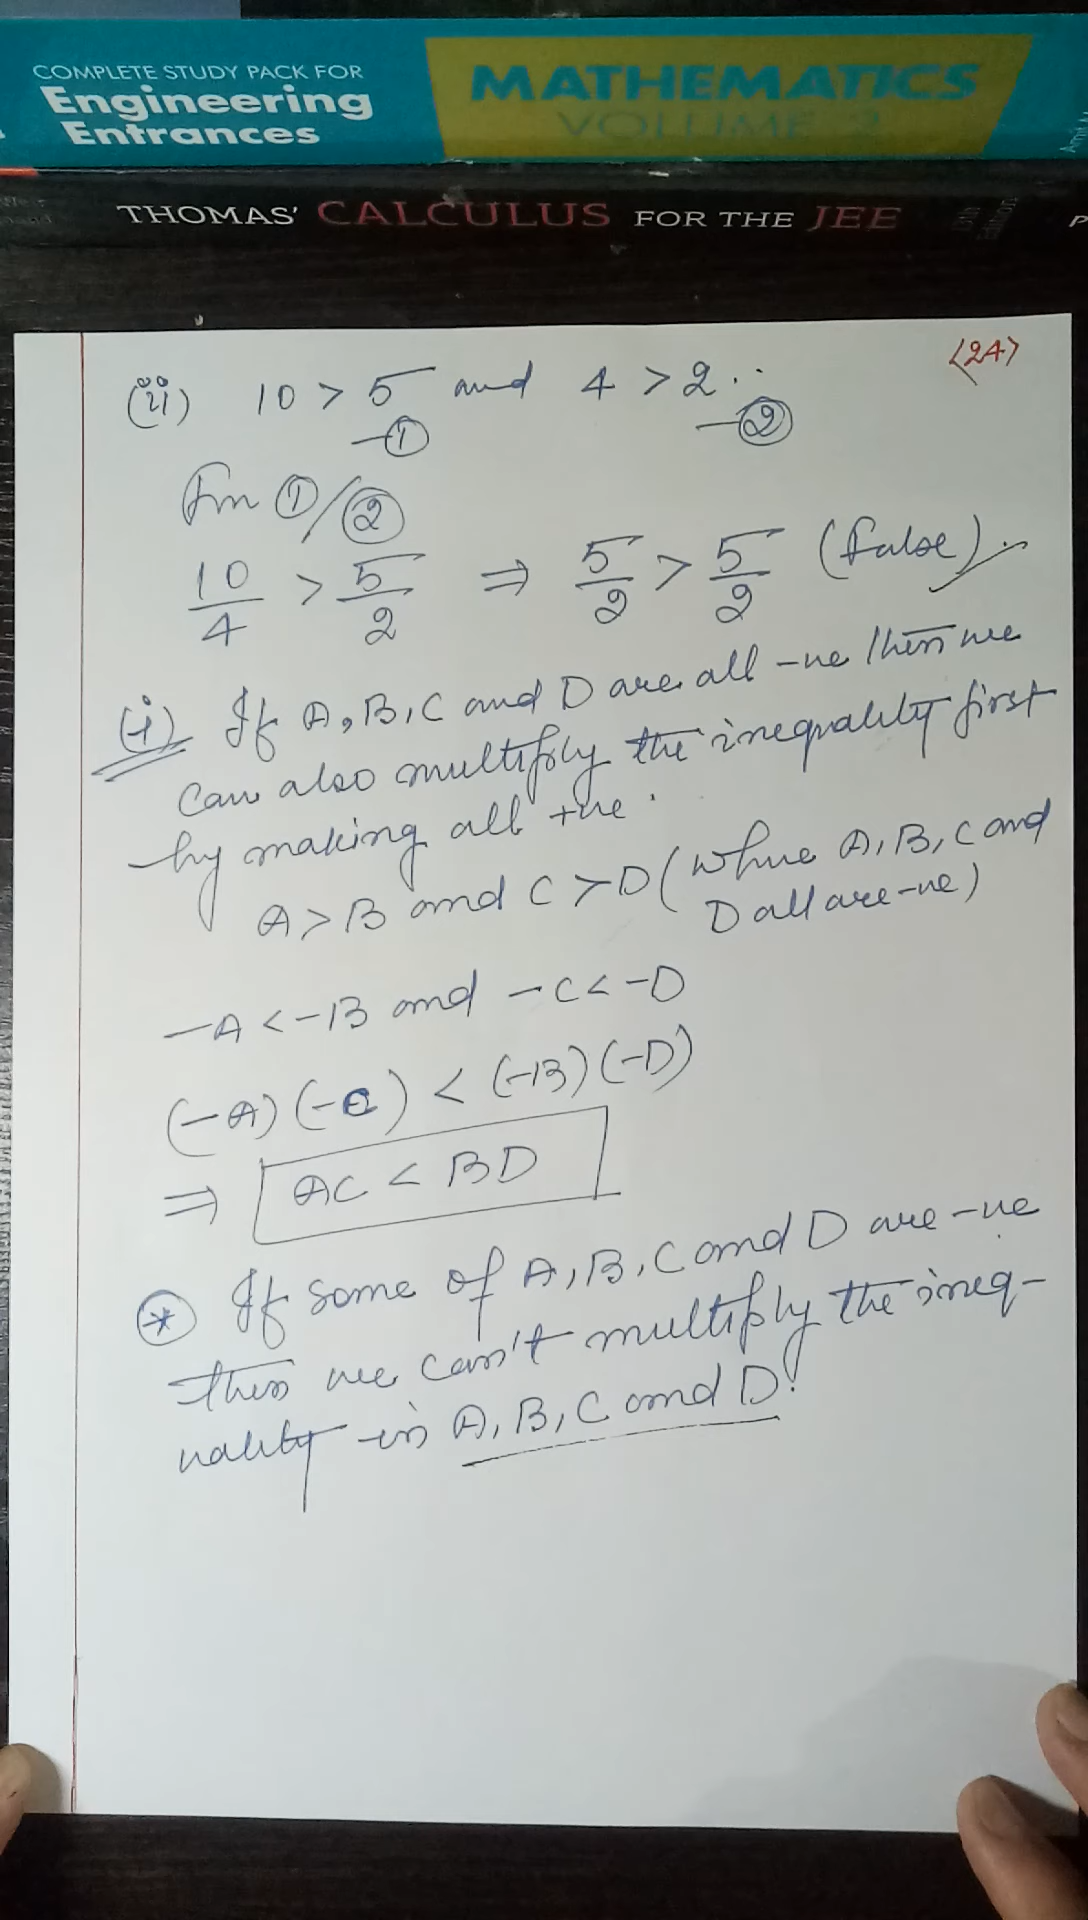 COMPLETE STUDY PACK FOR
Engineering
Entrances
MATHEMATICS
VOLUME 2
THOMAS' CALCULUS FOR THE JEE
Edition
<24>
(ii) 10 > 5 and 4 > 2..
—① —②
From ①/②
10/4 > 5/2 ⇒ 5/2 > 5/2 (false).
(i) If A, B, C and D are all -ve then we
can also multiply the inequality first
by making all +ve.
A > B and C > D (where A, B, C and
D all are -ve)
-A < -B and -C < -D
(-A) (-C) < (-B) (-D)
⇒ AC < BD
* If some of A, B, C and D are -ve
then we can't multiply the ineq-
uality in A, B, C and D.